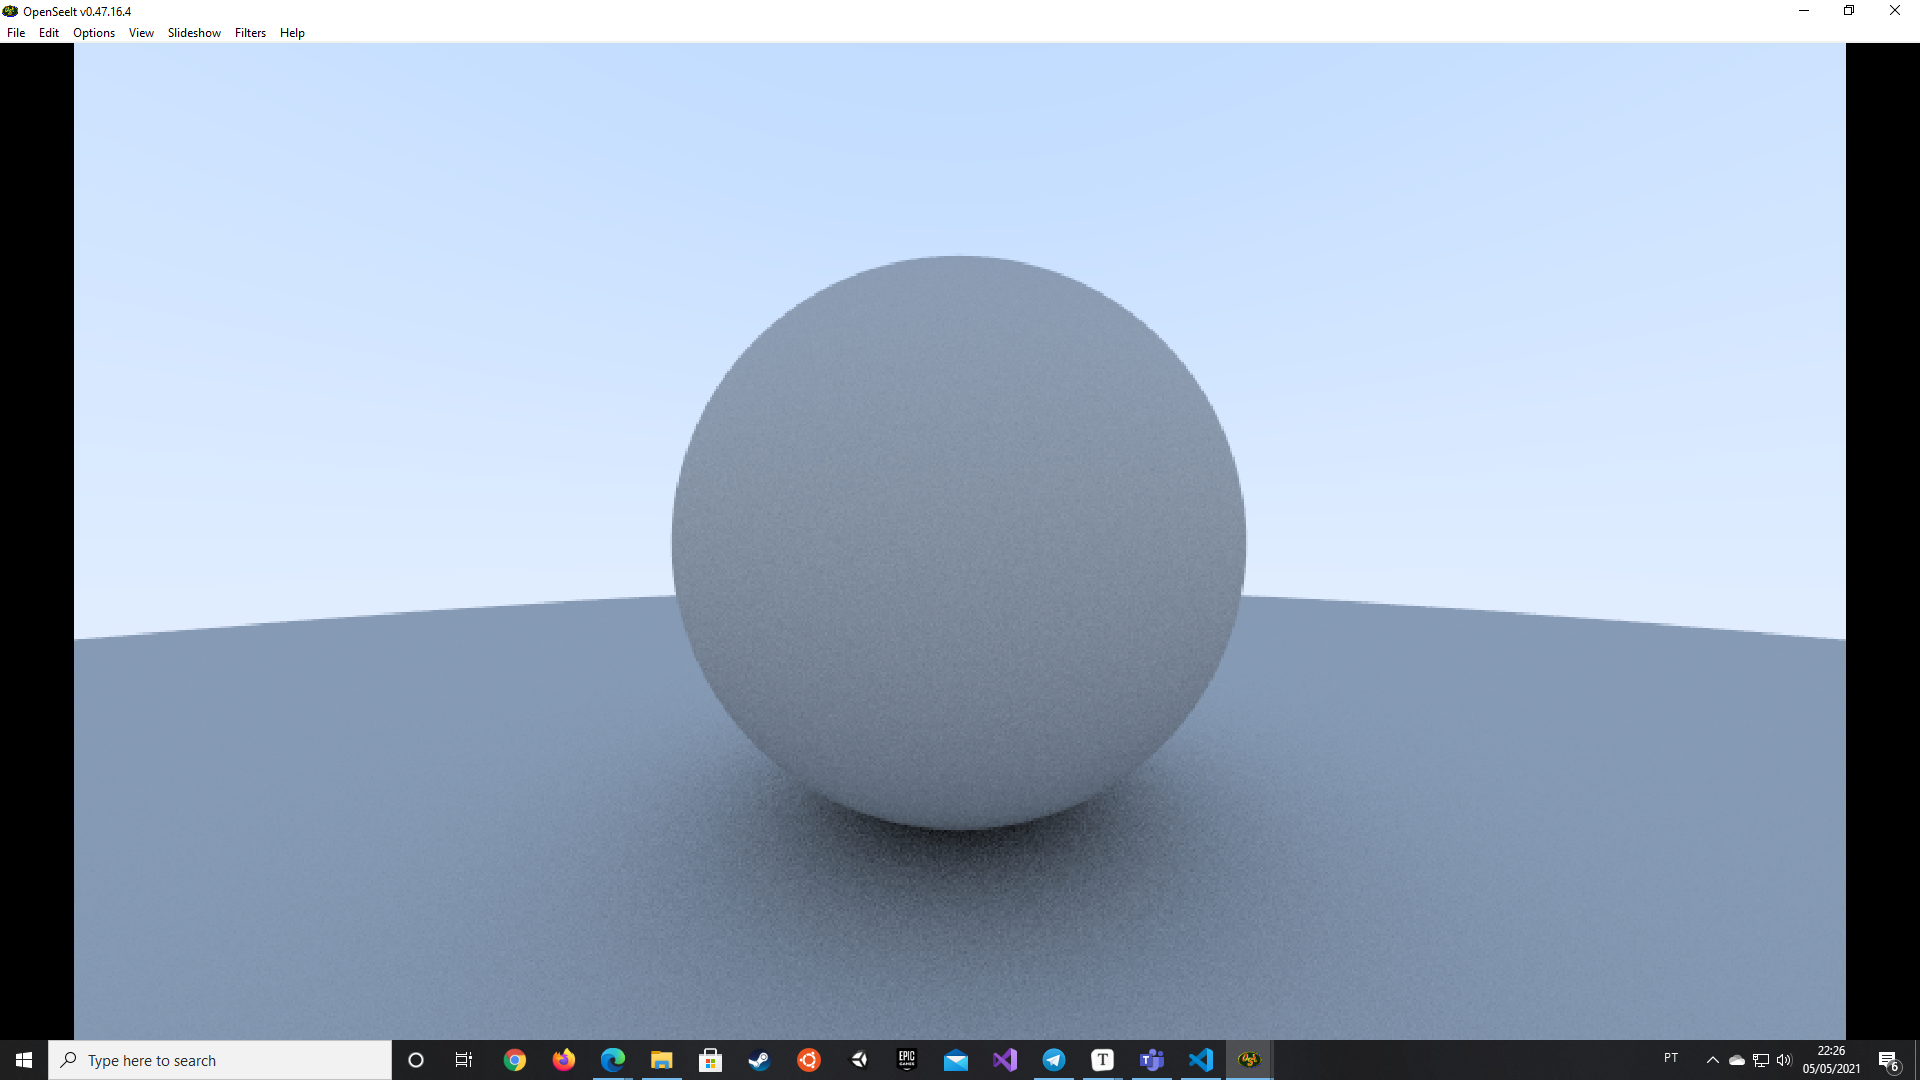 OpenSeeIt v0.47.16.4
File Edit Options View Slideshow Filters Help
Type here to search
EPIC
GAMES
T
T
PT
22:26
05/05/2021
6